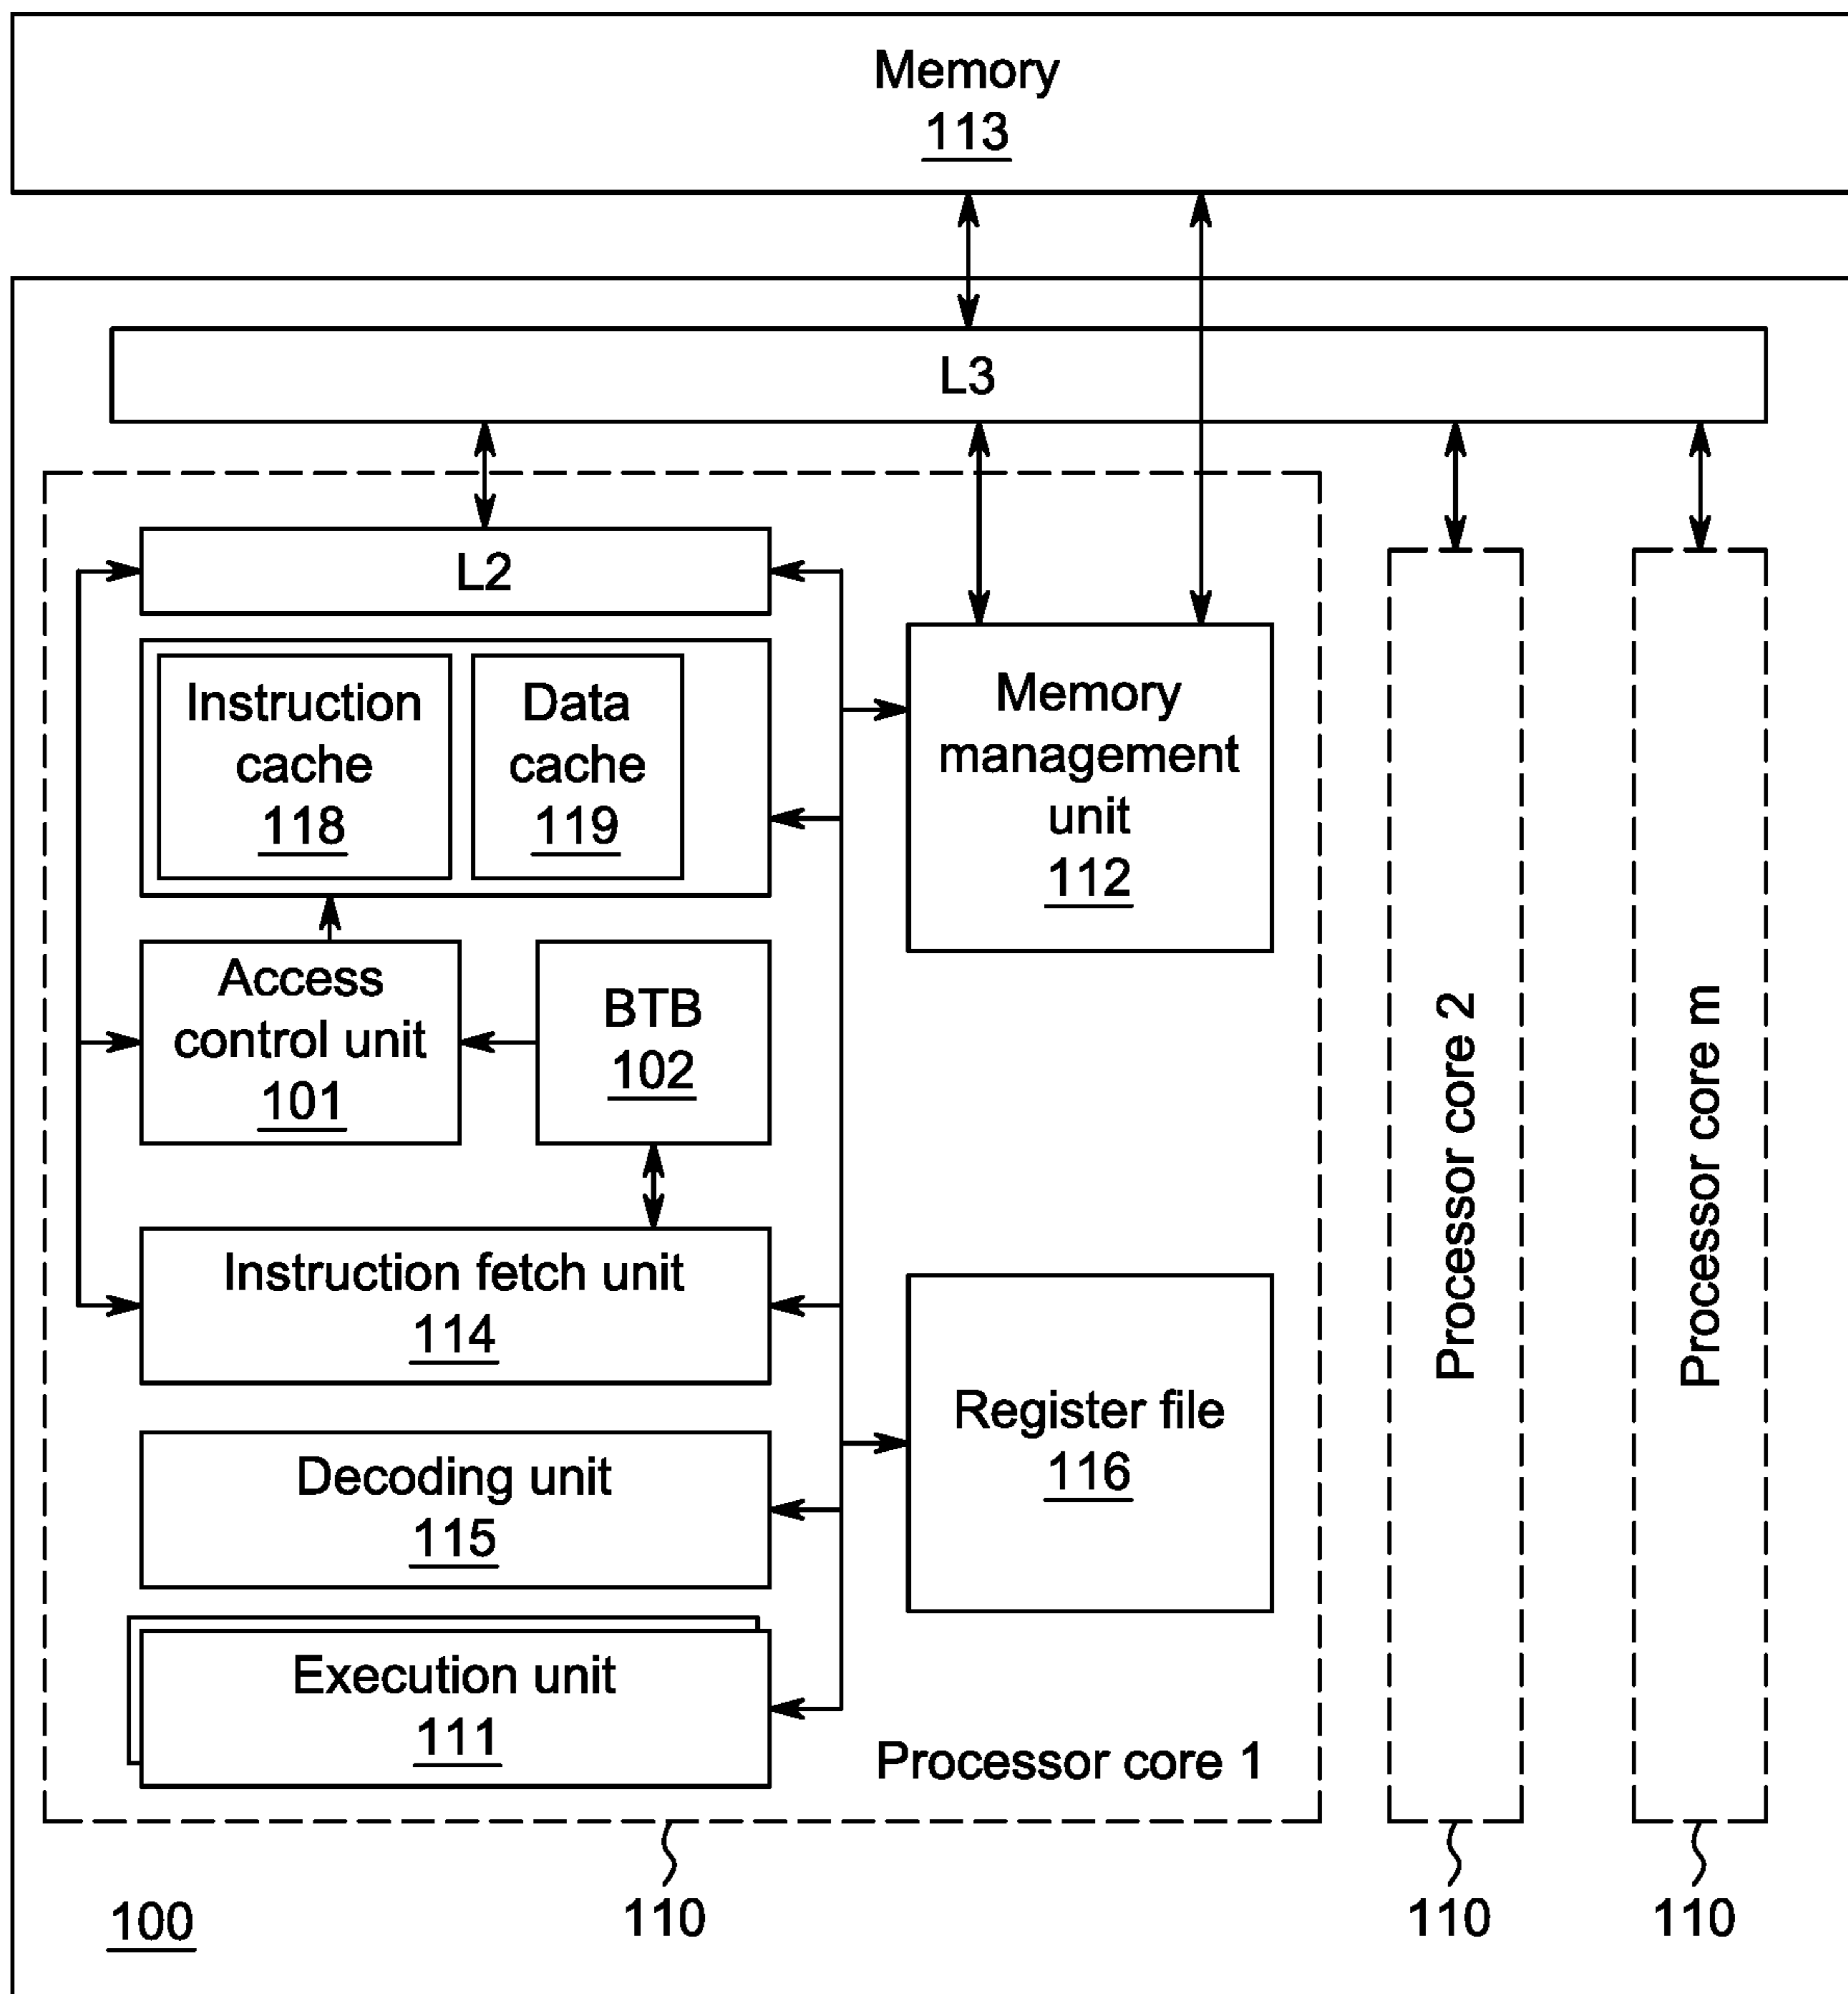 Memory
113
L3
L2
Instruction
cache
118
Data
cache
119
Memory
management
unit
112
Access
control unit
101
BTB
102
Instruction fetch unit
114
Register file
116
Decoding unit
115
Execution unit
111
Processor core 1
Processor core 2
Processor core m
100
110
110
110